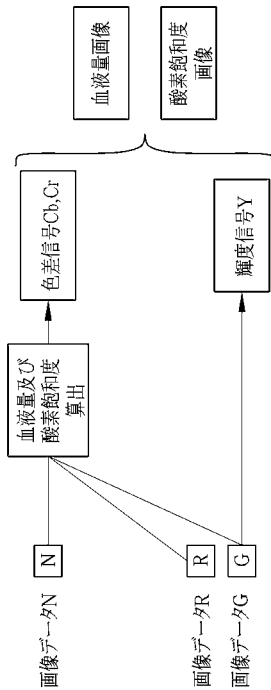 画像データN
N
血液量及び
酸素飽和度
算出
色差信号Cb,Cr
血液量画像
酸素飽和度
画像
画像データR
R
画像データG
G
輝度信号Y